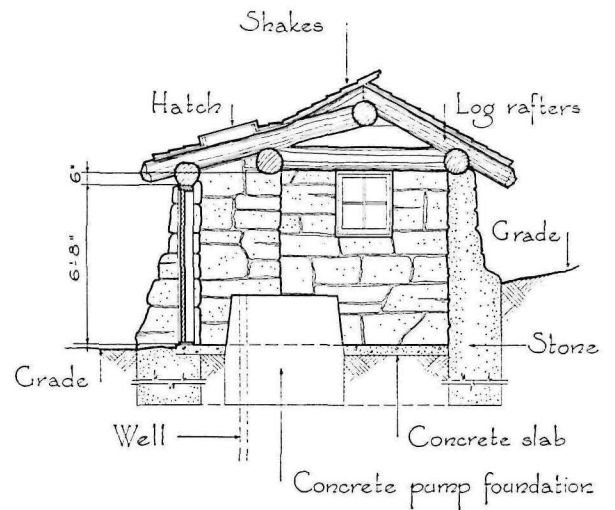 Shakes
Hatch
Log rafters
6"
6'-8"
Grade
Grade
Stone
Well
Concrete slab
Concrete pump foundation